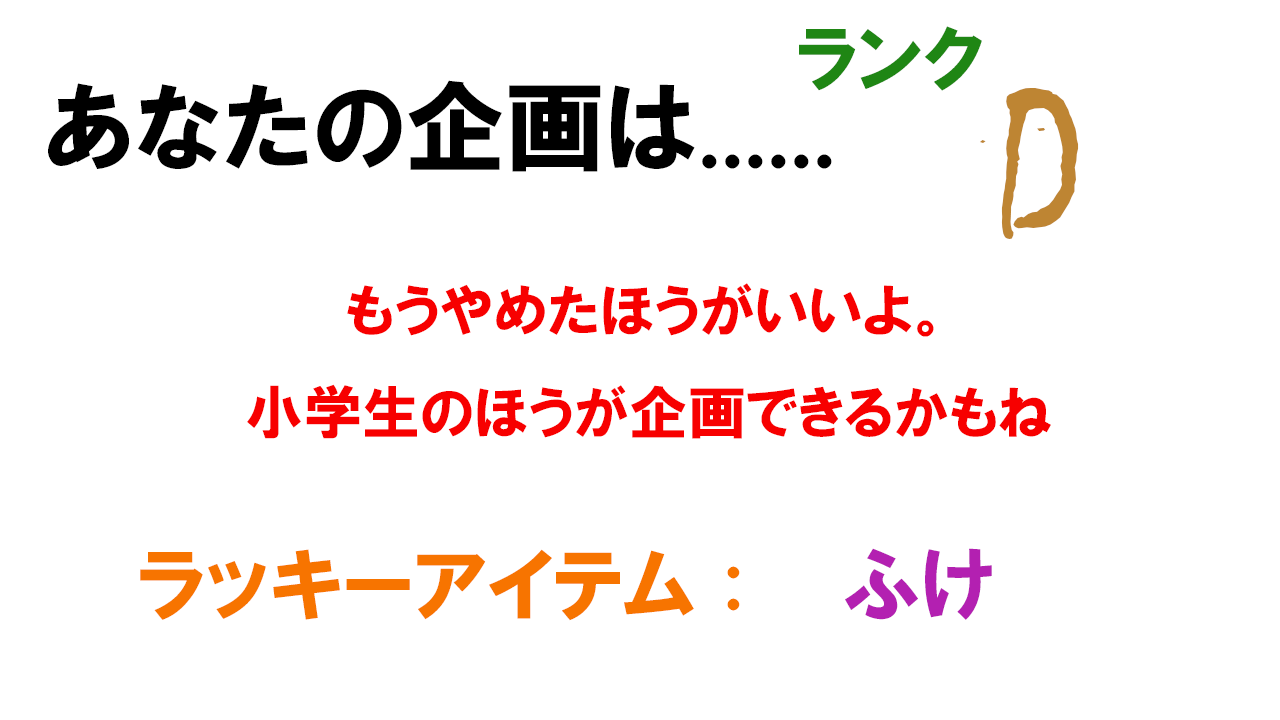 ランク
あなたの企画は...... D
もうやめたほうがいいよ。
小学生のほうが企画できるかもね
ラッキーアイテム： ふけ